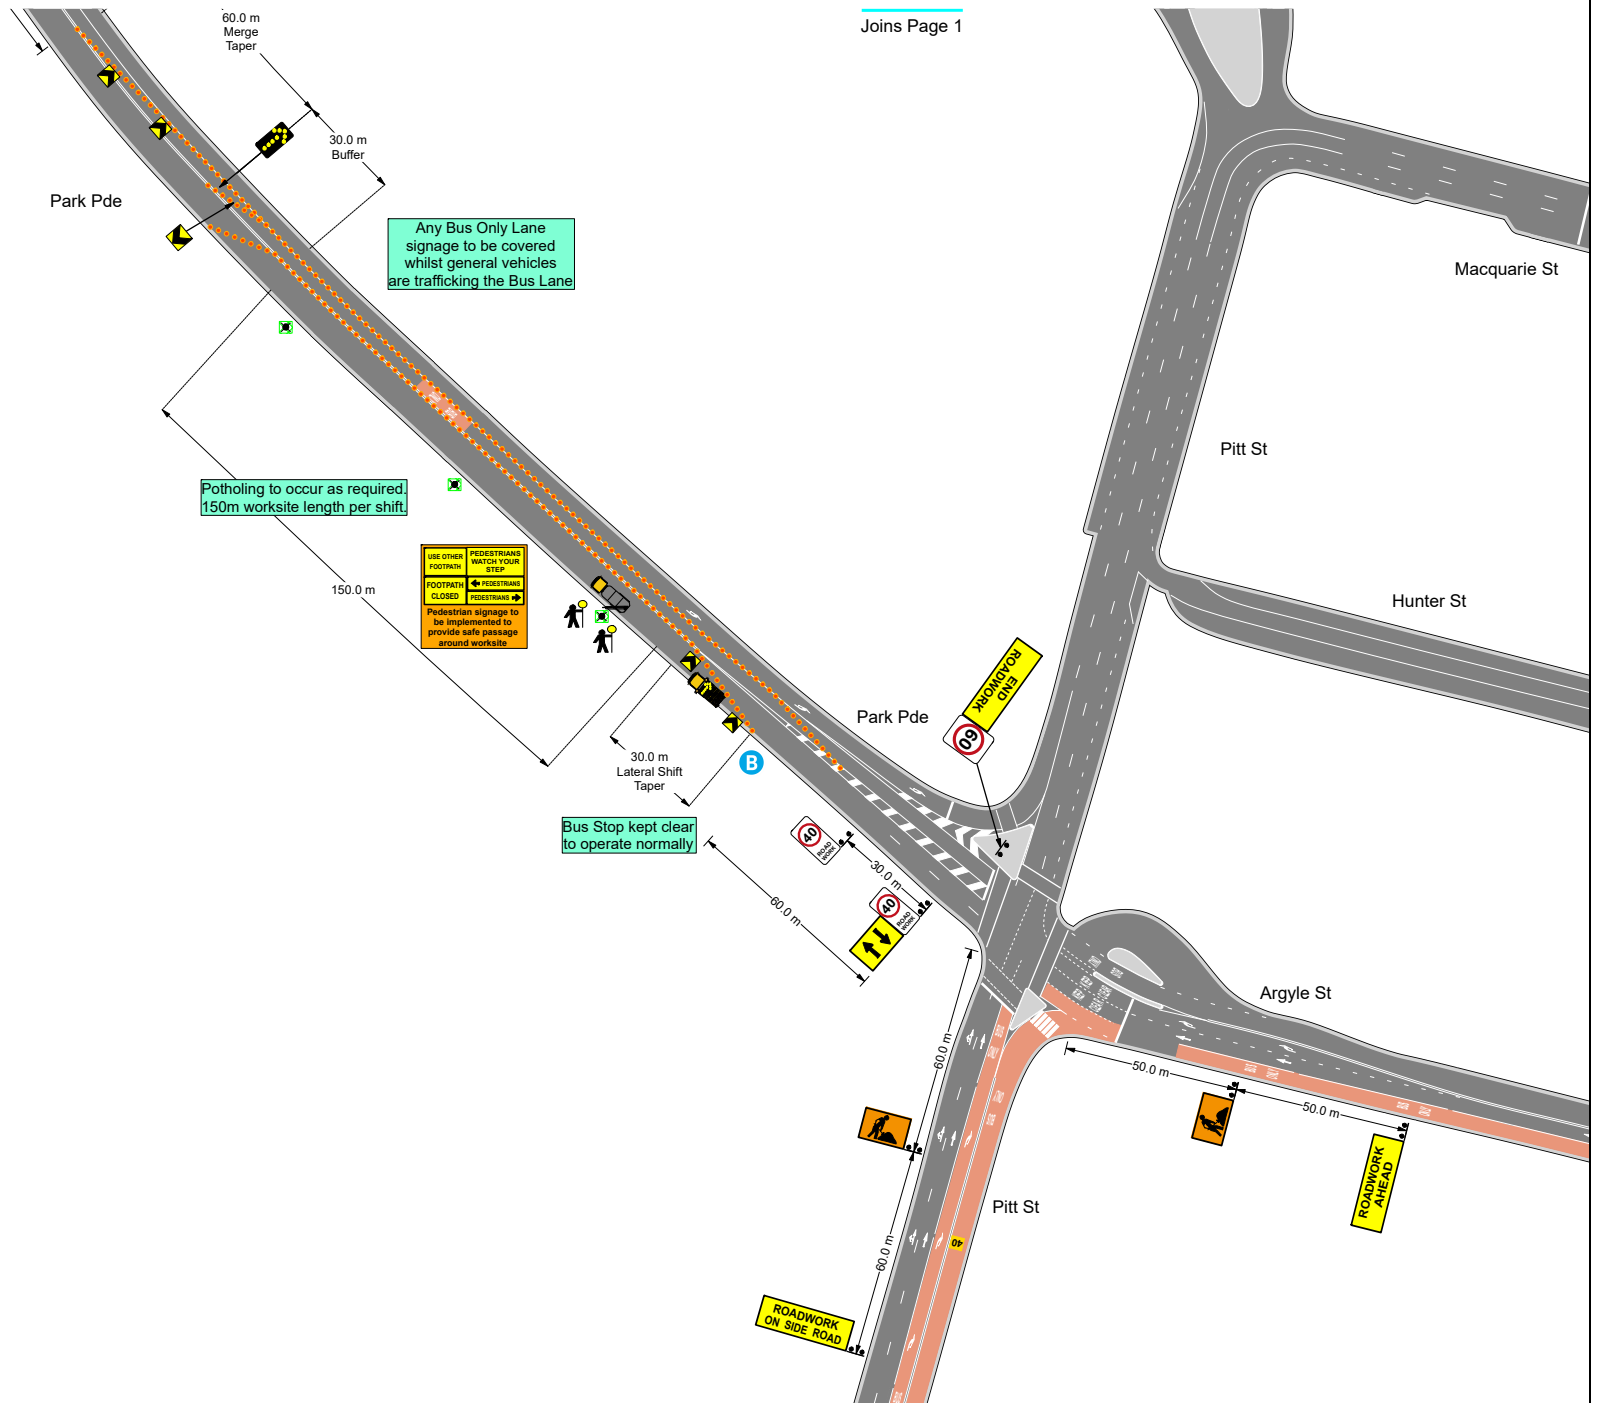 Joins Page 1
60.0 m
Merge
Taper
30.0 m
Buffer
Park Pde
Any Bus Only Lane
signage to be covered
whilst general vehicles
are trafficking the Bus Lane
Macquarie St
Pitt St
Potholing to occur as required.
150m worksite length per shift.
USE OTHER
FOOTPATH
PEDESTRIANS
WATCH YOUR
STEP
FOOTPATH
CLOSED
PEDESTRIANS
PEDESTRIANS
Pedestrian signage to
be implemented to
provide safe passage
around worksite
150.0 m
Hunter St
END
ROADWORK
60
Park Pde
B
30.0 m
Lateral Shift
Taper
Bus Stop kept clear
to operate normally
40
ROAD
WORK
30.0 m
40
ROAD
WORK
60.0 m
Argyle St
60.0 m
50.0 m
50.0 m
ROADWORK
AHEAD
Pitt St
40
60.0 m
ROADWORK
ON SIDE ROAD